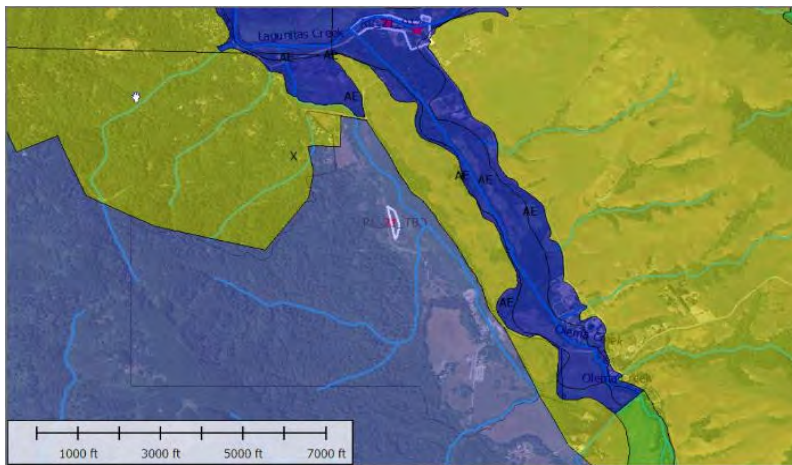 Lagunitas Creek
AE
AE
AE
X
AE
AE
AE
AE
Olema Creek
Olema Creek
1000 ft
3000 ft
5000 ft
7000 ft